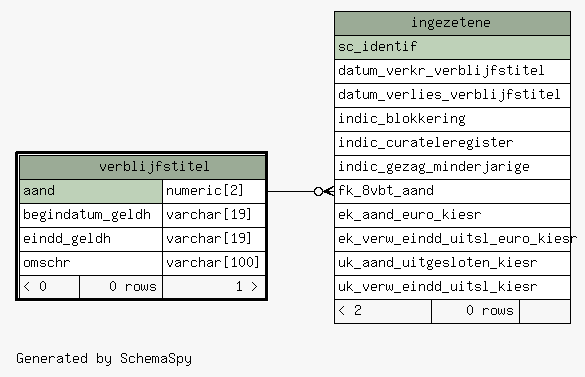 verblijfstitel
aand numeric[2]
begindatum_geldh varchar[19]
eindd_geldh varchar[19]
omschr varchar[100]
< 0 0 rows 1 >
ingezetene
sc_identif
datum_verkr_verblijfstitel
datum_verlies_verblijfstitel
indic_blokkering
indic_curateleregister
indic_gezag_minderjarige
fk_8vbt_aand
ek_aand_euro_kiesr
ek_verw_eindd_uitsl_euro_kiesr
uk_aand_uitgesloten_kiesr
uk_verw_eindd_uitsl_kiesr
< 2 0 rows
Generated by SchemaSpy